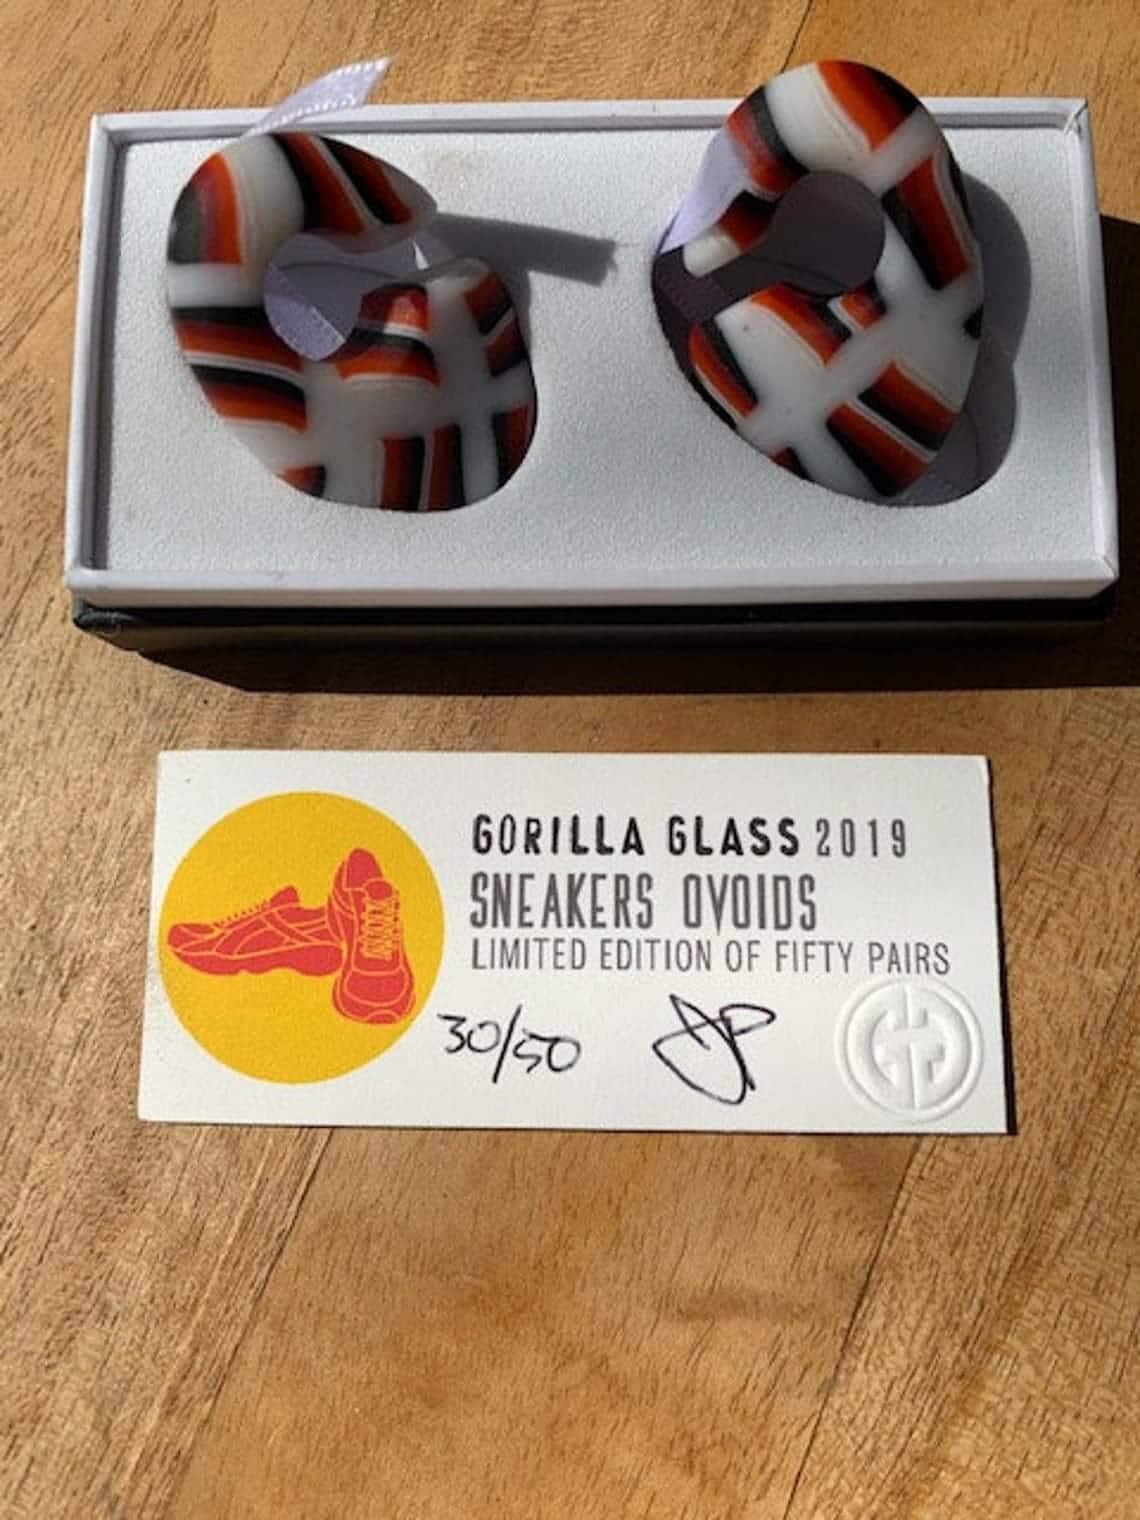 GORILLA GLASS 2019
SNEAKERS OVOIDS
LIMITED EDITION OF FIFTY PAIRS
30/50